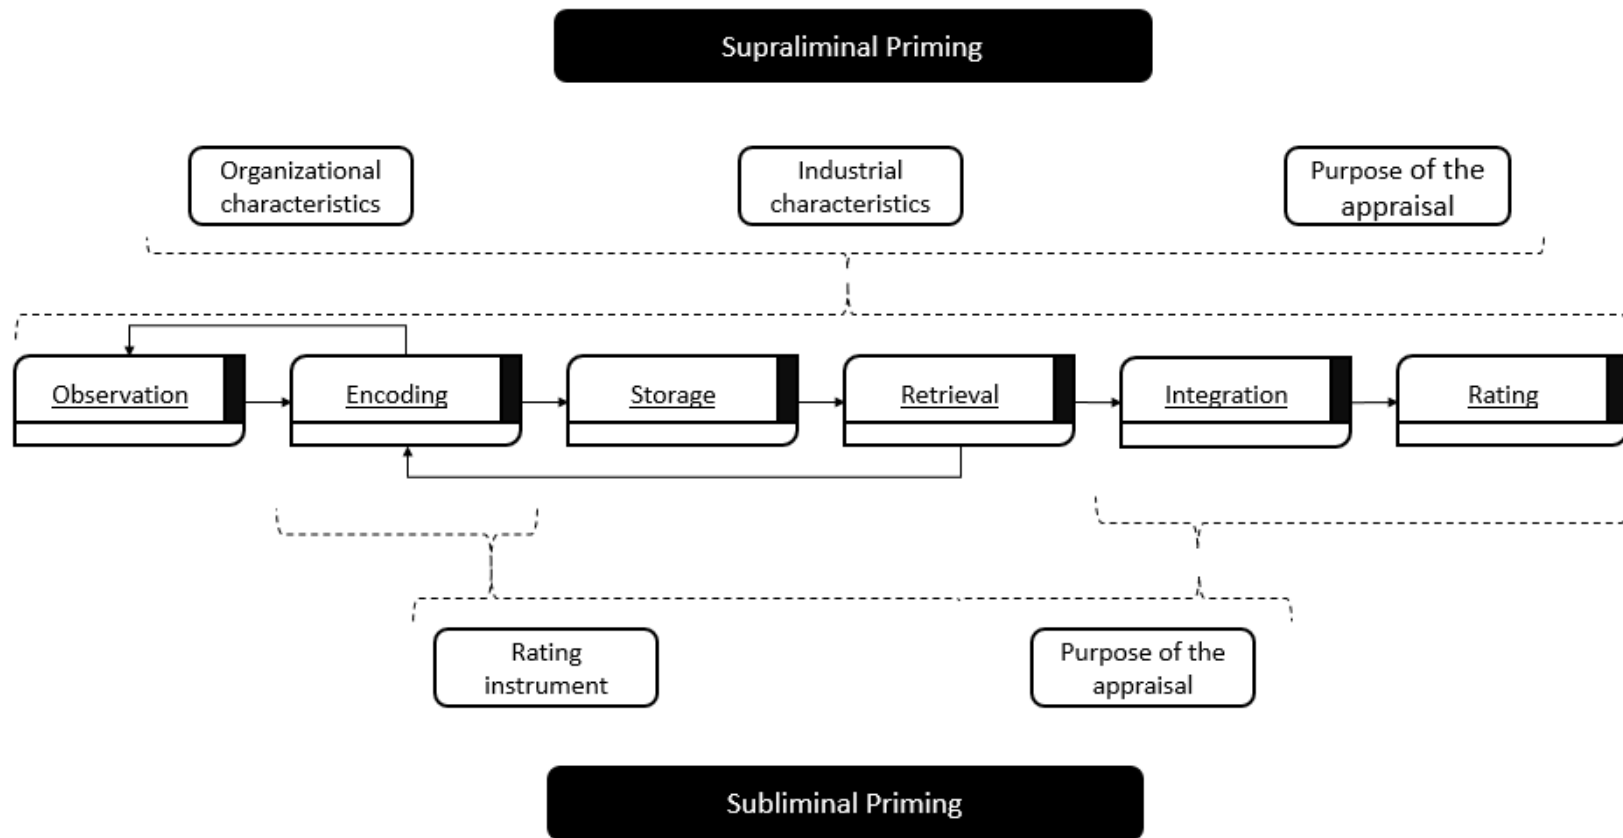 Supraliminal Priming
Organizational
characteristics
Industrial
characteristics
Purpose of the
appraisal
Observation
Encoding
Storage
Retrieval
Integration
Rating
Rating
instrument
Purpose of the
appraisal
Subliminal Priming